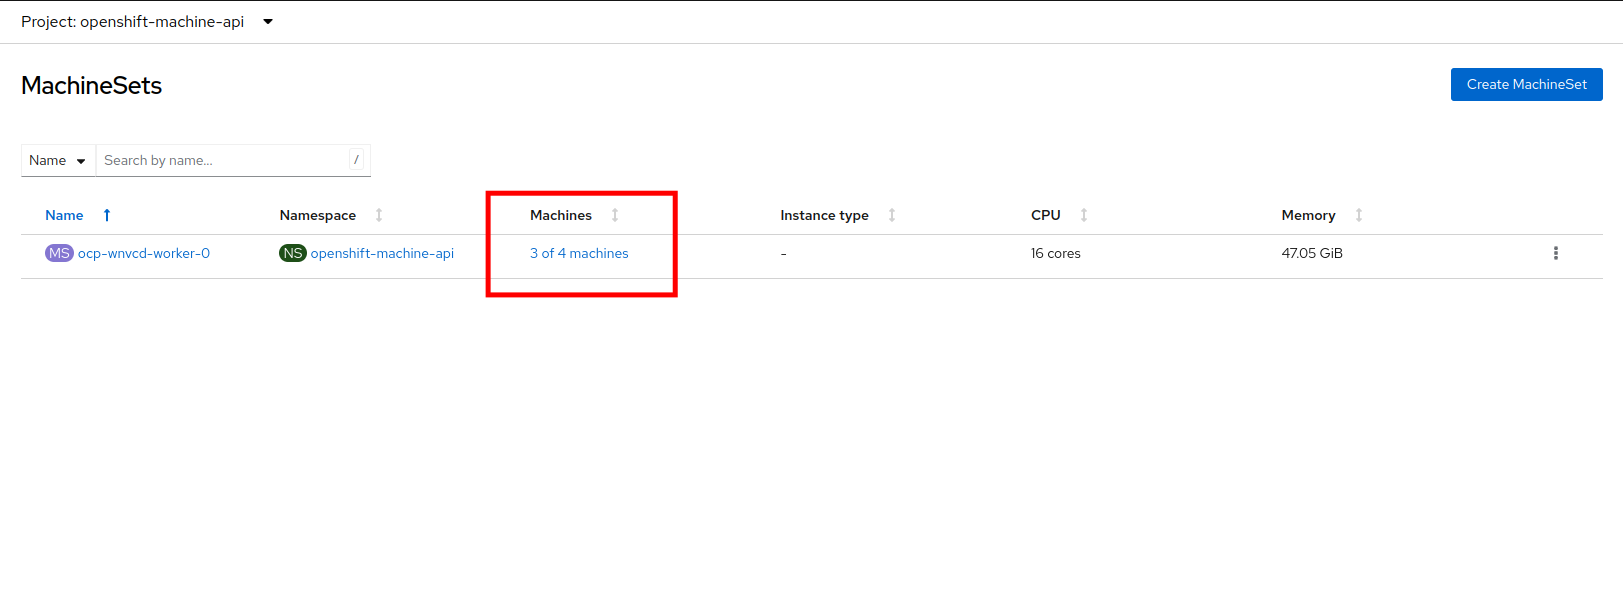 Project: openshift-machine-api
MachineSets
Create MachineSet
Name Search by name... /
Name Namespace Machines Instance type CPU Memory
MS ocp-wnvcd-worker-0 NS openshift-machine-api 3 of 4 machines - 16 cores 47.05 GiB